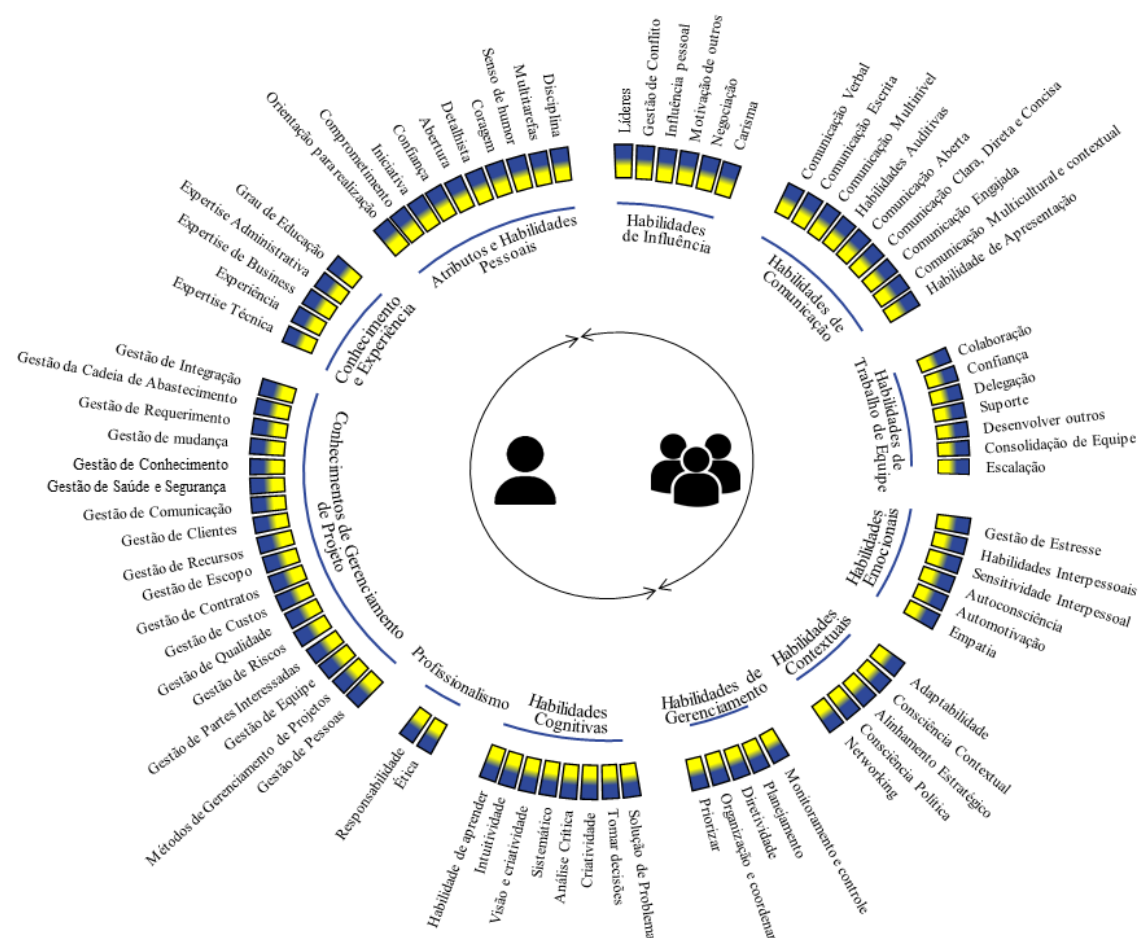 Líderes
Gestão de Conflito
Influência pessoal
Motivação de outros
Negociação
Carisma
Habilidades
de Influência
Comunicação Verbal
Comunicação Escrita
Comunicação Multinível
Habilidades Auditivas
Comunicação Aberta
Comunicação Clara, Direta e Concisa
Comunicação Engajada
Comunicação Multicultural e contextual
Habilidade de Apresentação
Habilidades de
Comunicação
Colaboração
Confiança
Delegação
Suporte
Desenvolver outros
Consolidação de Equipe
Escalação
Habilidades de
Trabalho de Equipe
Gestão de Estresse
Habilidades Interpessoais
Sensitividade Interpessoal
Autoconsciência
Automotivação
Empatia
Habilidades
Emocionais
Adaptabilidade
Consciência Contextual
Alinhamento Estratégico
Consciência Política
Networking
Habilidades
Contextuais
Monitoramento e controle
Planejamento
Diretividade
Organização e coordenar
Priorizar
Habilidades de
Gerenciamento
Solução de Problema
Tomar decisões
Criatividade
Análise Crítica
Sistemático
Visão e criatividade
Intuitividade
Habilidade de aprender
Habilidades
Cognitivas
Ética
Responsabilidade
Profissionalismo
Gestão de Pessoas
Métodos de Gerenciamento de Projetos
Gestão de Equipe
Gestão de Partes Interessadas
Gestão de Riscos
Gestão de Qualidade
Gestão de Custos
Gestão de Contratos
Gestão de Escopo
Gestão de Recursos
Gestão de Clientes
Gestão de Comunicação
Gestão de Saúde e Segurança
Gestão de Conhecimento
Gestão de mudança
Gestão de Requerimento
Gestão da Cadeia de Abastecimento
Gestão de Integração
Conhecimentos de Gerenciamento
de Projeto
Expertise Técnica
Experiência
Expertise de Business
Expertise Administrativa
Grau de Educação
Conhecimento
e Experiência
Orientação para realização
Comprometimento
Iniciativa
Confiança
Abertura
Detalhista
Coragem
Senso de humor
Multitarefas
Disciplina
Atributos e Habilidades
Pessoais